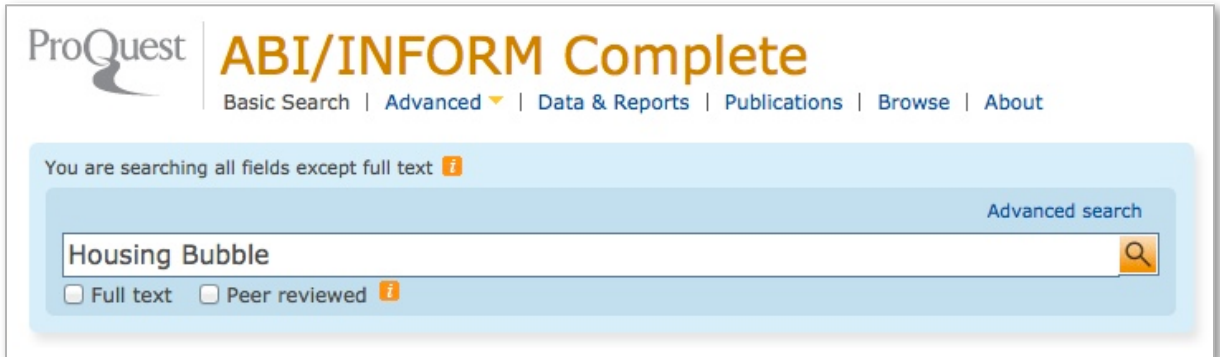 ProQuest
ABI/INFORM Complete
Basic Search | Advanced | Data & Reports | Publications | Browse | About
You are searching all fields except full text i
Advanced search
Housing Bubble
Full text Peer reviewed i